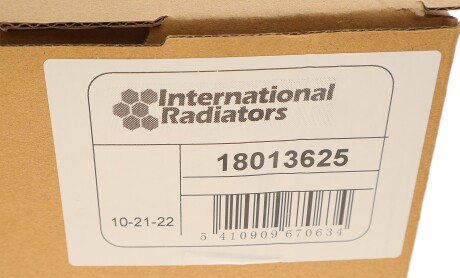 International
Radiators
18013625
10-21-22
5 410909 670634